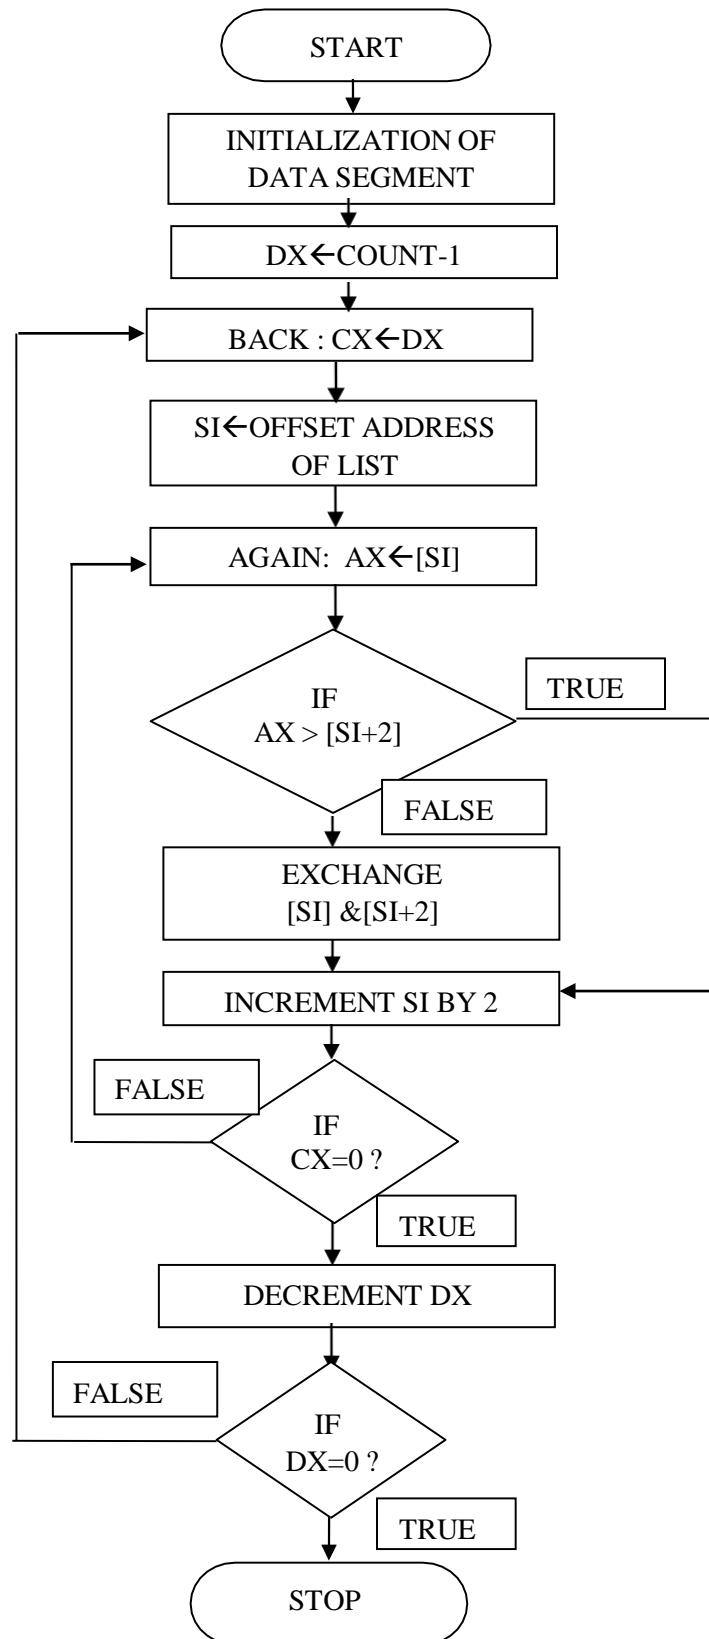 START
INITIALIZATION OF
DATA SEGMENT
DX←COUNT-1
BACK : CX←DX
SI←OFFSET ADDRESS
OF LIST
AGAIN: AX←[SI]
IF
AX > [SI+2]
TRUE
FALSE
EXCHANGE
[SI] &[SI+2]
INCREMENT SI BY 2
FALSE
IF
CX=0 ?
TRUE
DECREMENT DX
FALSE
IF
DX=0 ?
TRUE
STOP